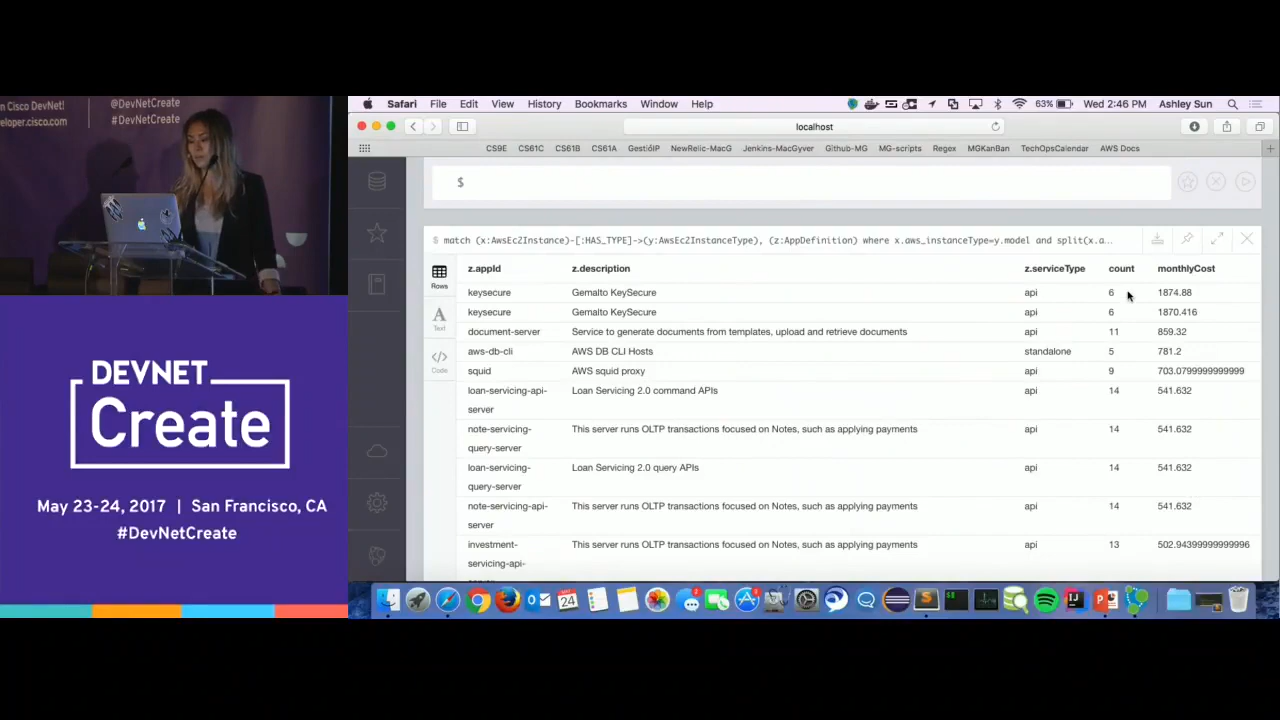 n Cisco DevNet!
eloper.cisco.com
@DevNetCreate
#DevNetCreate
DEVNET
Create
May 23-24, 2017 | San Francisco, CA
#DevNetCreate
Safari File Edit View History Bookmarks Window Help
63% Wed 2:46 PM Ashley Sun
localhost
CS9E CS61C CS61B CS61A GestióIP NewRelic-MacG Jenkins-MacGyver Github-MG MG-scripts Regex MGKanBan TechOpsCalendar AWS Docs
$
$ match (x:AwsEc2Instance)-[:HAS_TYPE]->(y:AwsEc2InstanceType), (z:AppDefinition) where x.aws_instanceType=y.model and split(x.a...
Rows
Text
Code
z.appId z.description z.serviceType count monthlyCost
keysecure Gemalto KeySecure api 6 1874.88
keysecure Gemalto KeySecure api 6 1870.416
document-server Service to generate documents from templates, upload and retrieve documents api 11 859.32
aws-db-cli AWS DB CLI Hosts standalone 5 781.2
squid AWS squid proxy api 9 703.0799999999999
loan-servicing-api- Loan Servicing 2.0 command APIs api 14 541.632
server
note-servicing- This server runs OLTP transactions focused on Notes, such as applying payments api 14 541.632
query-server
loan-servicing- Loan Servicing 2.0 query APIs api 14 541.632
query-server
note-servicing-api- This server runs OLTP transactions focused on Notes, such as applying payments api 14 541.632
server
investment- This server runs OLTP transactions focused on Notes, such as applying payments api 13 502.94399999999996
servicing-api-
24